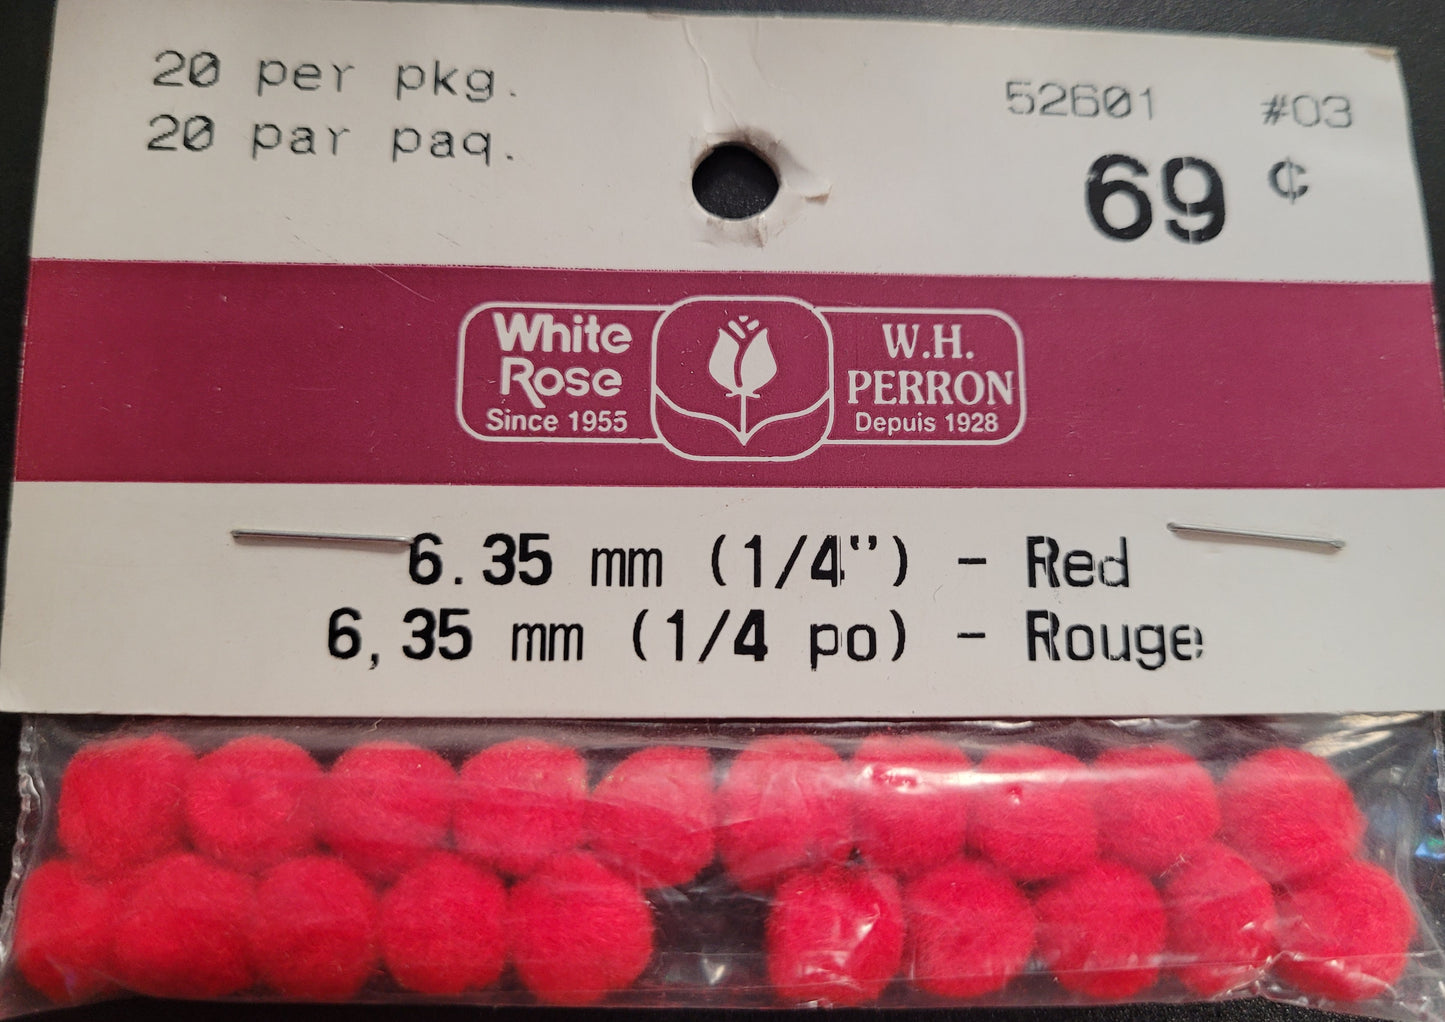 20 per pkg.
20 par paq.
52601 #03
69 ¢
White
Rose
Since 1955
W.H.
PERRON
Depuis 1928
6.35 mm (1/4") - Red
6,35 mm (1/4 po) - Rouge